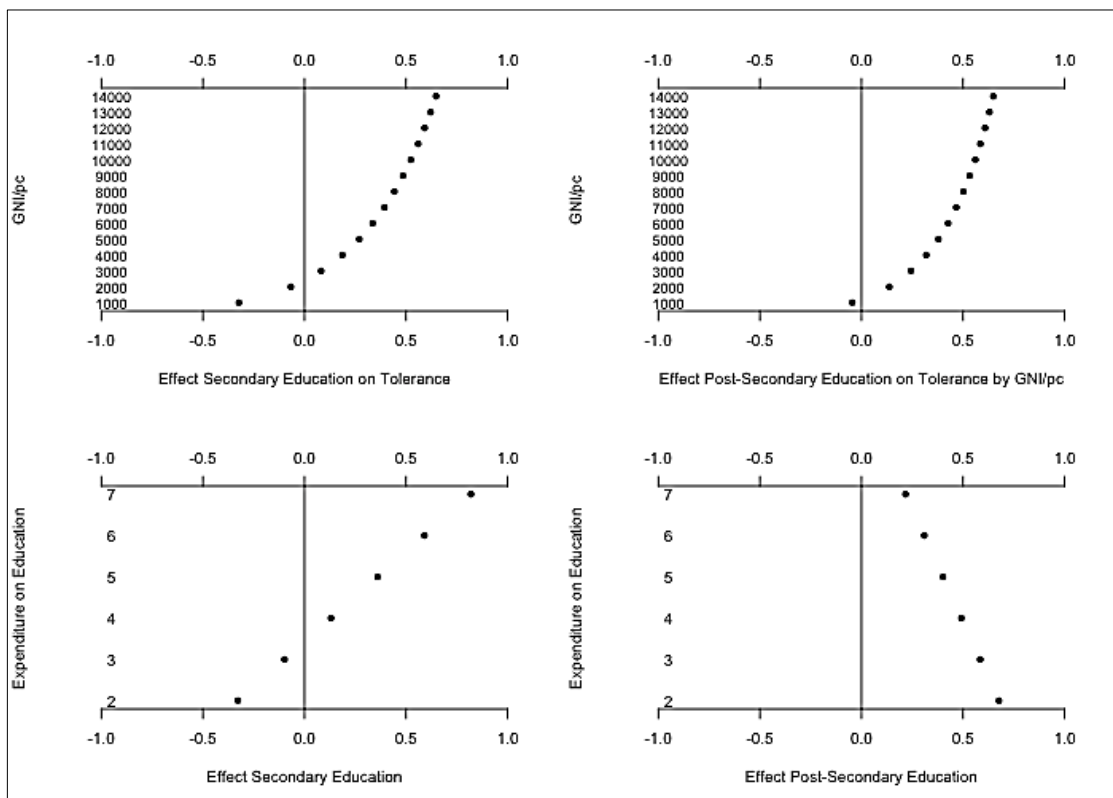 -1.0 -0.5 0.0 0.5 1.0
GNI/pc
14000
13000
12000
11000
10000
9000
8000
7000
6000
5000
4000
3000
2000
1000
-1.0 -0.5 0.0 0.5 1.0
Effect Secondary Education on Tolerance
-1.0 -0.5 0.0 0.5 1.0
GNI/pc
14000
13000
12000
11000
10000
9000
8000
7000
6000
5000
4000
3000
2000
1000
-1.0 -0.5 0.0 0.5 1.0
Effect Post-Secondary Education on Tolerance by GNI/pc
-1.0 -0.5 0.0 0.5 1.0
Expenditure on Education
7
6
5
4
3
2
-1.0 -0.5 0.0 0.5 1.0
Effect Secondary Education
-1.0 -0.5 0.0 0.5 1.0
Expenditure on Education
7
6
5
4
3
2
-1.0 -0.5 0.0 0.5 1.0
Effect Post-Secondary Education